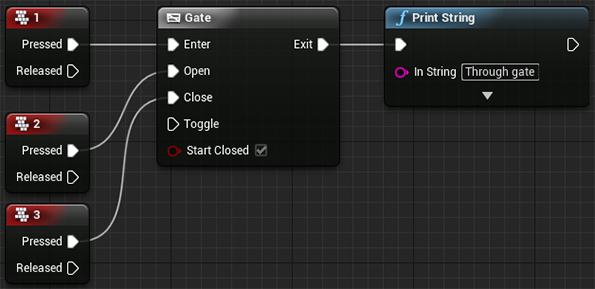 1
Pressed
Released
2
Pressed
Released
3
Pressed
Released
Gate
Enter Exit
Open
Close
Toggle
Start Closed
f Print String
In String Through gate